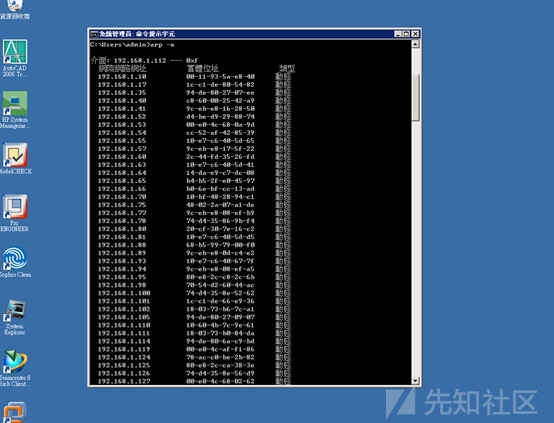 資源回收筒
AutoCAD
2006 Tr...
HP System
Manageme...
ModelCHECK
Pro
ENGINEER
Sophos Clean
System
Explorer
Teamcenter 8
Rich Client...
系統管理員: 命令提示字元
C:\Users\admin>arp -a
介面: 192.168.1.112 --- 0xf
網際網路網址 實體位址 類型
192.168.1.10 00-11-93-5a-e8-40 動態
192.168.1.17 1c-c1-de-80-54-82 動態
192.168.1.35 94-de-80-27-07-ee 動態
192.168.1.40 c8-60-00-25-42-a9 動態
192.168.1.41 9c-eb-e8-16-28-50 動態
192.168.1.52 d4-he-d9-29-88-74 動態
192.168.1.53 00-e0-4c-68-0a-9d 動態
192.168.1.54 cc-52-af-42-85-39 動態
192.168.1.55 10-e7-c6-40-5d-65 動態
192.168.1.57 9c-eb-e8-17-5f-22 動態
192.168.1.60 2c-44-fd-35-26-fd 動態
192.168.1.63 10-e7-c6-40-5d-41 動態
192.168.1.64 14-da-e9-c7-dc-08 動態
192.168.1.65 b4-b5-2f-e0-45-97 動態
192.168.1.66 b0-6e-bf-cc-13-ad 動態
192.168.1.70 10-bf-48-28-94-c1 動態
192.168.1.75 48-02-2a-07-a1-de 動態
192.168.1.77 9c-eb-e8-08-ef-b9 動態
192.168.1.78 74-d4-35-86-9b-f4 動態
192.168.1.80 20-cf-30-7e-16-c2 動態
192.168.1.81 10-e7-c6-40-5d-d5 動態
192.168.1.88 68-b5-99-79-00-f0 動態
192.168.1.89 9c-eb-e8-0d-c4-e2 動態
192.168.1.93 10-e7-c6-40-67-7f 動態
192.168.1.94 9c-eb-e8-08-ef-a5 動態
192.168.1.95 80-e8-2c-c8-2c-6b 動態
192.168.1.98 70-54-d2-60-44-ac 動態
192.168.1.100 74-d4-35-8e-52-62 動態
192.168.1.101 1c-c1-de-66-e9-36 動態
192.168.1.102 18-03-73-b6-7c-a1 動態
192.168.1.105 94-de-80-27-09-07 動態
192.168.1.110 10-60-4b-7c-9e-61 動態
192.168.1.111 18-03-73-b0-84-da 動態
192.168.1.114 94-de-80-6a-c9-bd 動態
192.168.1.119 00-e0-4c-af-f1-86 動態
192.168.1.124 78-ac-c0-be-2b-82 動態
192.168.1.125 80-e8-2c-ca-38-3e 動態
192.168.1.126 74-d4-35-8e-56-d9 動態
192.168.1.127 00-e0-4c-68-02-62 動態
先知社区